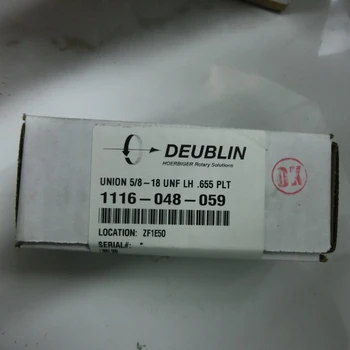 DEUBLIN
HOERBIGER Rotary Solutions
UNION 5/8-18 UNF LH .655 PLT
1116-048-059
LOCATION: ZF1E50
SERIAL#: *